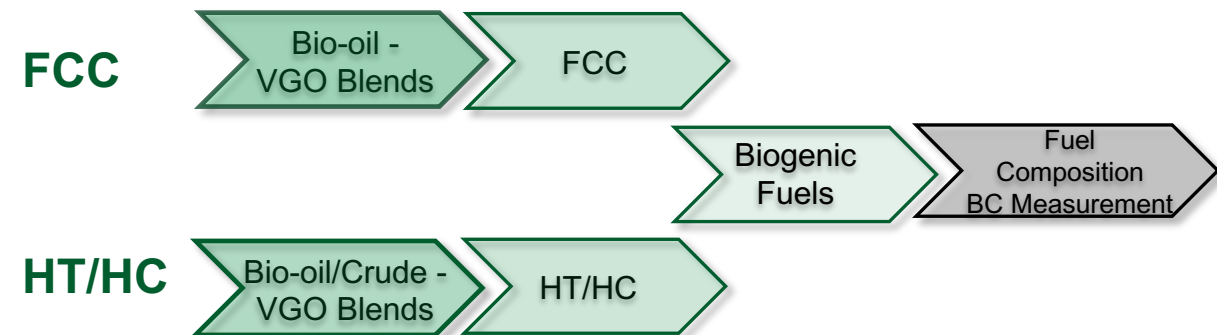 FCC
Bio-oil -
VGO Blends
FCC
Biogenic
Fuels
Fuel
Composition
BC Measurement
HT/HC
Bio-oil/Crude -
VGO Blends
HT/HC